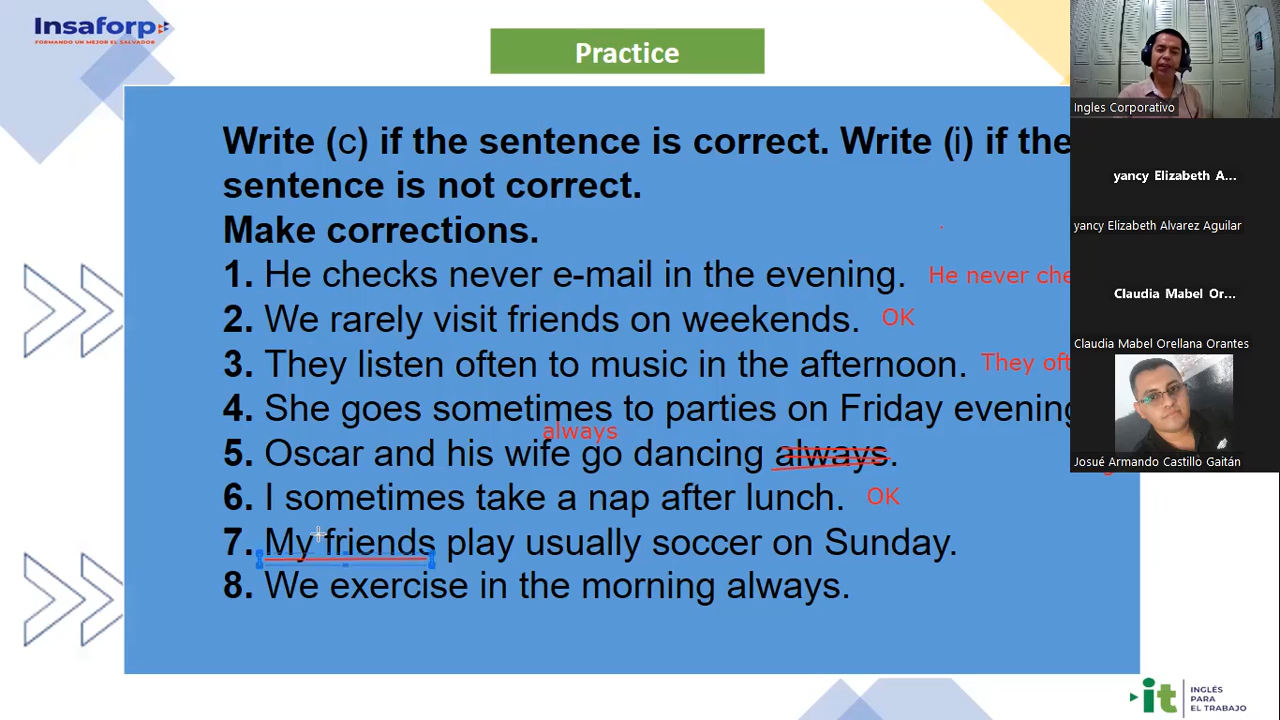 Insaforp
FORMANDO UN MEJOR EL SALVADOR
Practice
Write (c) if the sentence is correct. Write (i) if the
sentence is not correct.
Make corrections.
1. He checks never e-mail in the evening. He never che
2. We rarely visit friends on weekends. OK
3. They listen often to music in the afternoon. They oft
4. She goes sometimes to parties on Friday evening
always
5. Oscar and his wife go dancing always.
6. I sometimes take a nap after lunch. OK
7. My friends play usually soccer on Sunday.
8. We exercise in the morning always.
Ingles Corporativo
yancy Elizabeth A...
yancy Elizabeth Alvarez Aguilar
Claudia Mabel Or...
Claudia Mabel Orellana Orantes
Josué Armando Castillo Gaitán
it INGLÉS
PARA
EL TRABAJO